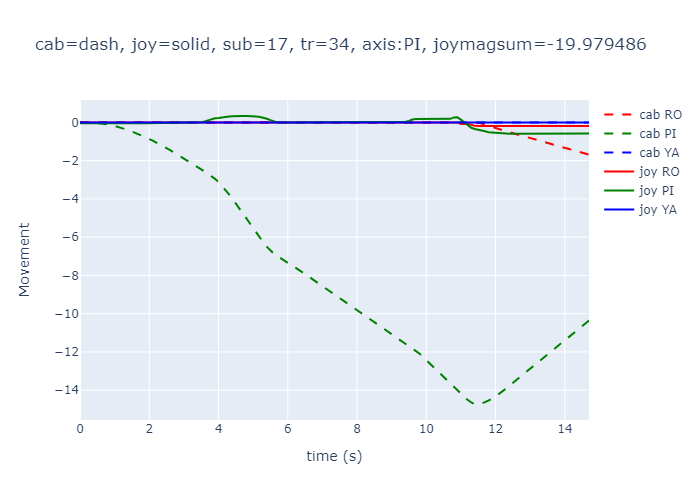 cab=dash, joy=solid, sub=17, tr=34, axis:PI, joymagsum=-19.979486
cab RO
cab PI
cab YA
joy RO
joy PI
joy YA
0
−2
−4
−6
−8
−10
−12
−14
Movement
0 2 4 6 8 10 12 14
time (s)